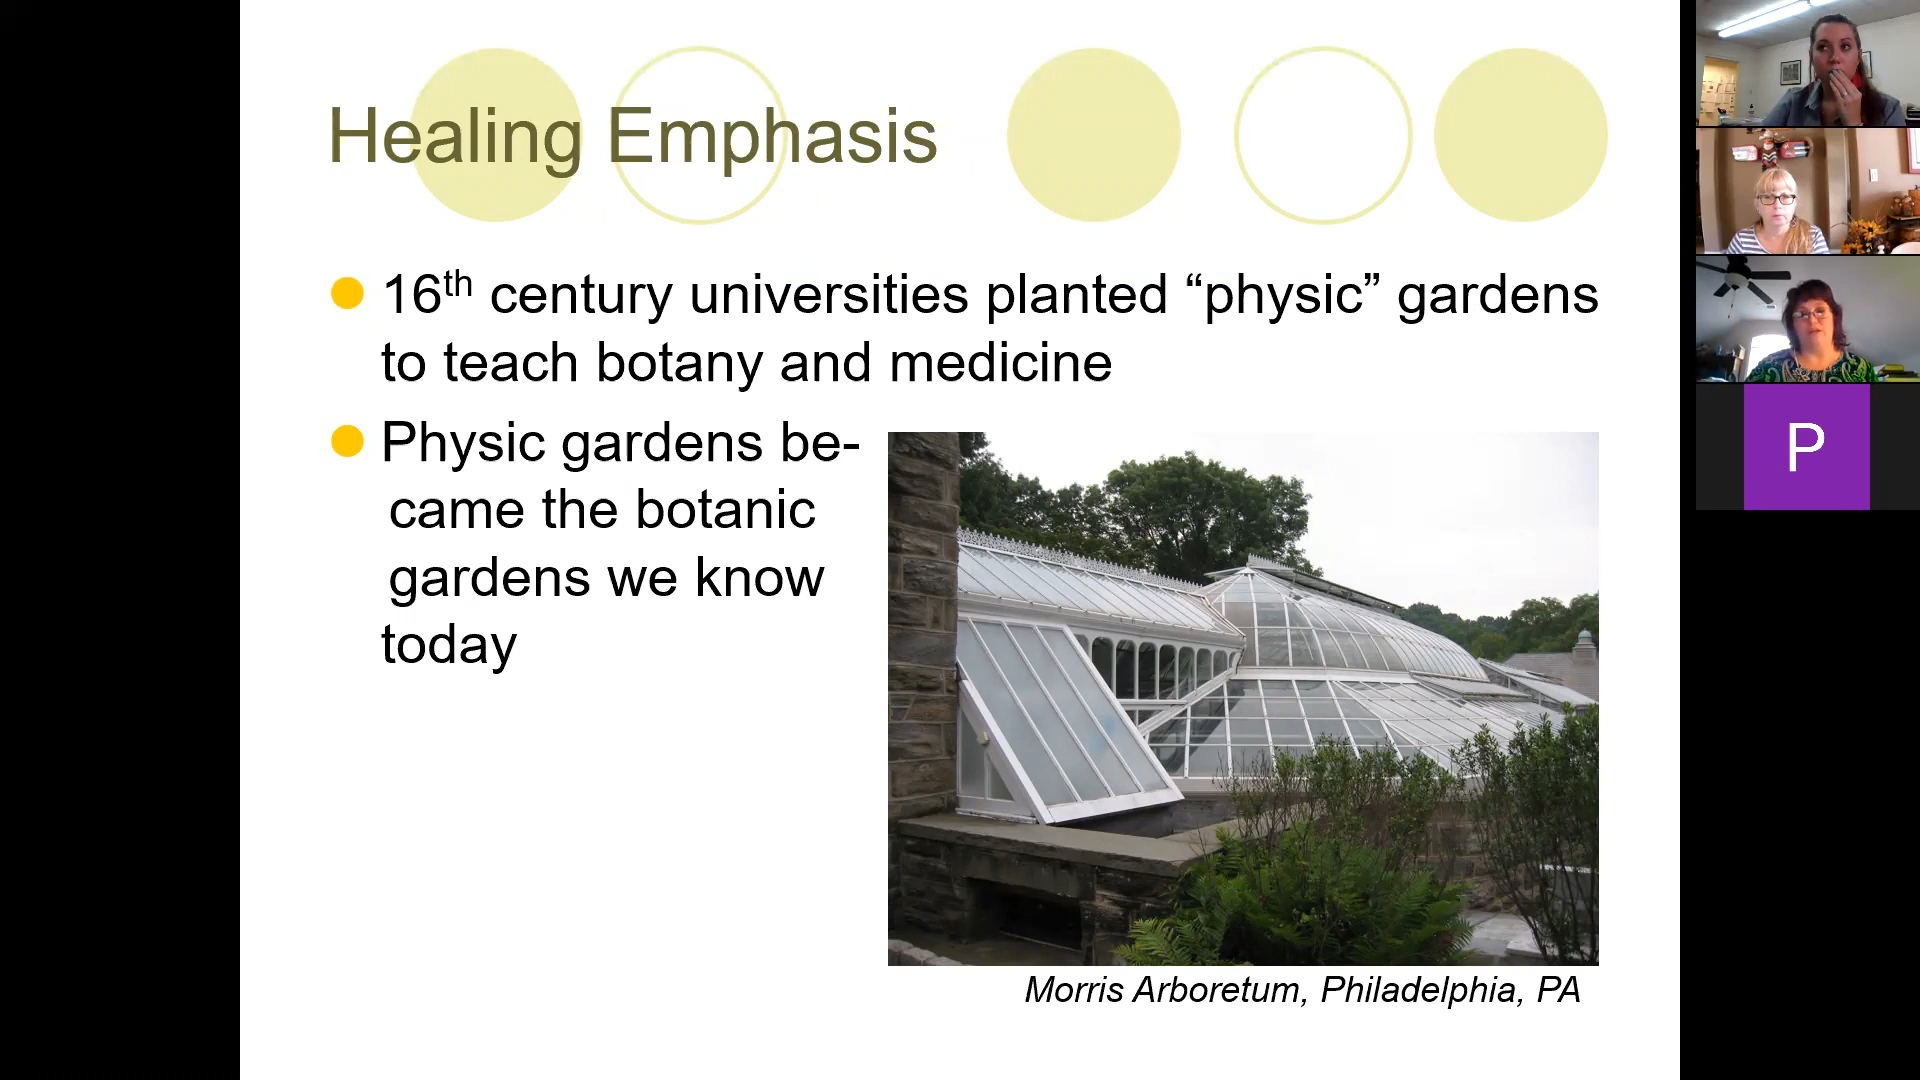 Healing Emphasis
16th century universities planted “physic” gardens
to teach botany and medicine
Physic gardens be-
came the botanic
gardens we know
today
Morris Arboretum, Philadelphia, PA
P